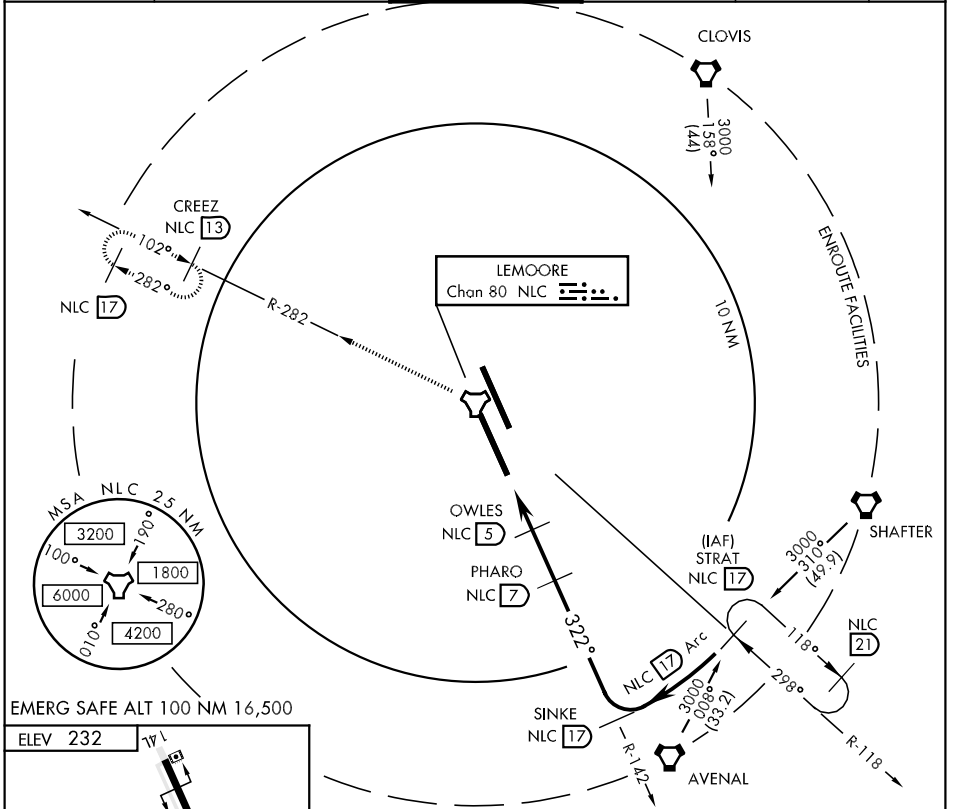 CLOVIS
3000
158°
(44)
CREEZ
NLC 13
102°
282°
NLC 17
R-282
LEMOORE
Chan 80 NLC
10 NM
ENROUTE FACILITIES
MSA NLC 25 NM
3200
190°
100°
1800
6000
280°
010°
4200
OWLES
NLC 5
PHARO
NLC 7
322°
(IAF)
STRAT
NLC 17
3000
310°
(49.9)
SHAFTER
118°
NLC
21
298°
NLC 17 Arc
3000
008°
(33.2)
SINKE
NLC 17
R-142
AVENAL
R-118
EMERG SAFE ALT 100 NM 16,500
ELEV 232
14L